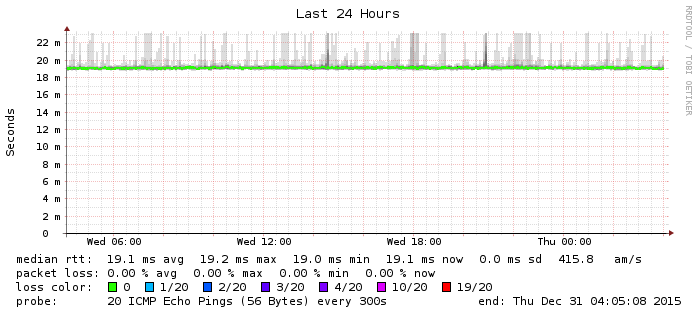 Last 24 Hours
RRDTOOL / TOBI OETIKER
Seconds
22 m
20 m
18 m
16 m
14 m
12 m
10 m
8 m
6 m
4 m
2 m
0
Wed 06:00 Wed 12:00 Wed 18:00 Thu 00:00
median rtt: 19.1 ms avg 19.2 ms max 19.0 ms min 19.1 ms now 0.0 ms sd 415.8 am/s
packet loss: 0.00 % avg 0.00 % max 0.00 % min 0.00 % now
loss color: 0 1/20 2/20 3/20 4/20 10/20 19/20
probe: 20 ICMP Echo Pings (56 Bytes) every 300s end: Thu Dec 31 04:05:08 2015